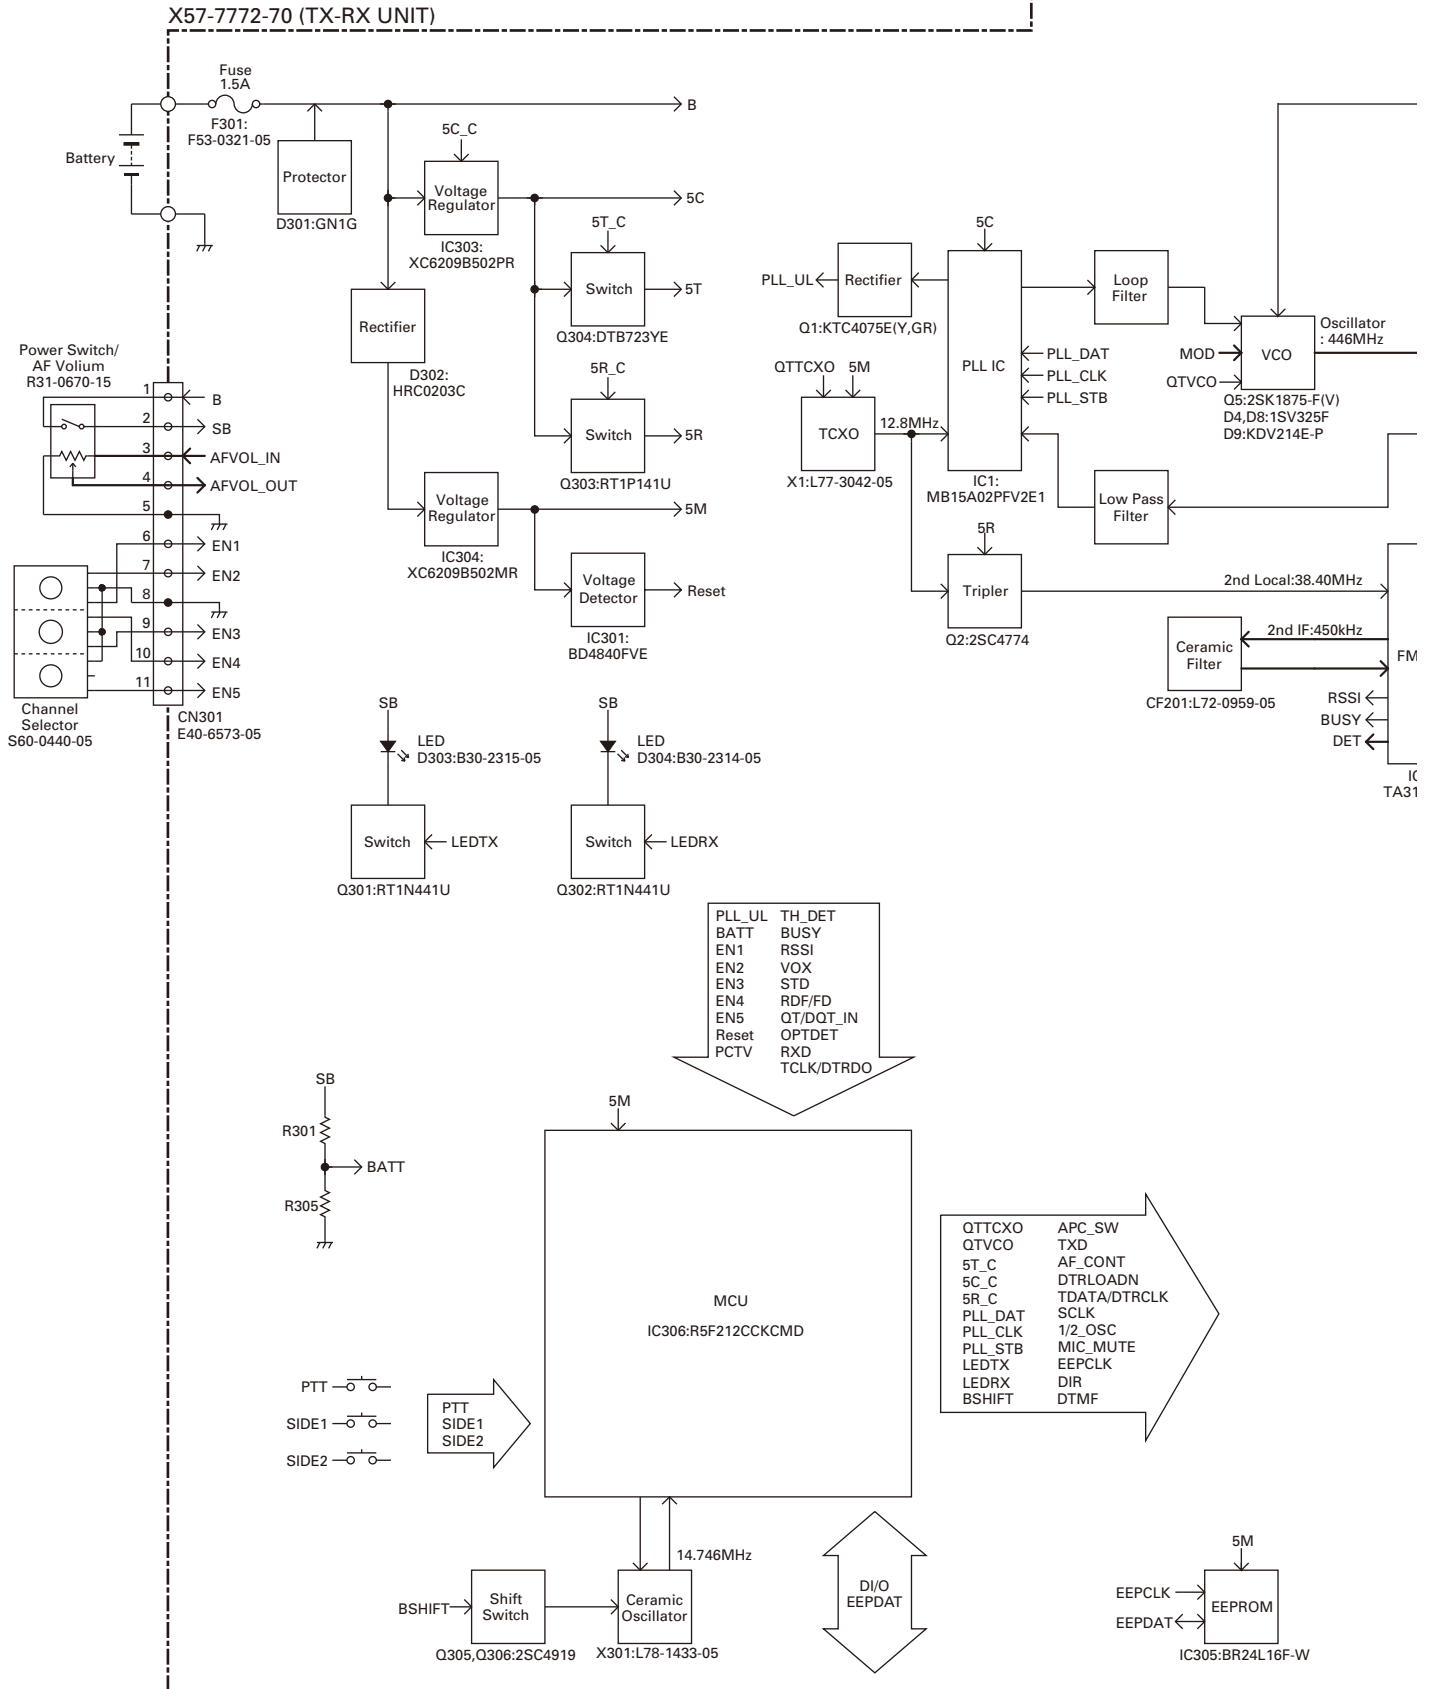 X57-7772-70 (TX-RX UNIT)
Fuse
1.5A
F301:
F53-0321-05
B
Battery
Protector
D301:GN1G
5C_C
Voltage
Regulator
IC303:
XC6209B502PR
5C
5T_C
Switch
5T
Q304:DTB723YE
Rectifier
D302:
HRC0203C
5R_C
Switch
5R
Q303:RT1P141U
Voltage
Regulator
IC304:
XC6209B502MR
5M
Voltage
Detector
Reset
IC301:
BD4840FVE
Power Switch/
AF Volium
R31-0670-15
1
B
2
SB
3
AFVOL_IN
4
AFVOL_OUT
5
6
EN1
7
EN2
8
9
EN3
10
EN4
11
EN5
Channel
Selector
S60-0440-05
CN301
E40-6573-05
5C
PLL_UL
Rectifier
Q1:KTC4075E(Y,GR)
PLL IC
IC1:
MB15A02PFV2E1
Loop
Filter
PLL_DAT
PLL_CLK
PLL_STB
MOD
QTVCO
VCO
Oscillator
: 446MHz
Q5:2SK1875-F(V)
D4,D8:1SV325F
D9:KDV214E-P
QTTCXO
5M
TCXO
12.8MHz
X1:L77-3042-05
Low Pass
Filter
5R
Tripler
Q2:2SC4774
2nd Local:38.40MHz
2nd IF:450kHz
Ceramic
Filter
CF201:L72-0959-05
FM
RSSI
BUSY
DET
TA31
SB
LED
D303:B30-2315-05
Switch
LEDTX
Q301:RT1N441U
SB
LED
D304:B30-2314-05
Switch
LEDRX
Q302:RT1N441U
PLL_UL TH_DET
BATT BUSY
EN1 RSSI
EN2 VOX
EN3 STD
EN4 RDF/FD
EN5 QT/DQT_IN
Reset OPTDET
PCTV RXD
TCLK/DTRDO
SB
R301
BATT
R305
5M
MCU
IC306:R5F212CCKCMD
QTTCXO APC_SW
QTVCO TXD
5T_C AF_CONT
5C_C DTRLOADN
5R_C TDATA/DTRCLK
PLL_DAT SCLK
PLL_CLK 1/2_OSC
PLL_STB MIC_MUTE
LEDTX EEPCLK
LEDRX DIR
BSHIFT DTMF
PTT
SIDE1
SIDE2
PTT
SIDE1
SIDE2
14.746MHz
BSHIFT
Shift
Switch
Q305,Q306:2SC4919
Ceramic
Oscillator
X301:L78-1433-05
DI/O
EEPDAT
5M
EEPCLK
EEPDAT
EEPROM
IC305:BR24L16F-W